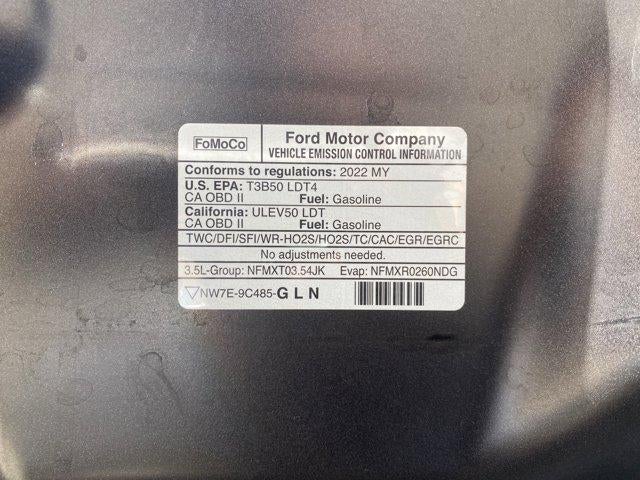 FoMoCo
Ford Motor Company
VEHICLE EMISSION CONTROL INFORMATION
Conforms to regulations: 2022 MY
U.S. EPA: T3B50 LDT4
CA OBD II Fuel: Gasoline
California: ULEV50 LDT
CA OBD II Fuel: Gasoline
TWC/DFI/SFI/WR-HO2S/HO2S/TC/CAC/EGR/EGRC
No adjustments needed.
3.5L-Group: NFMXT03.54JK Evap: NFMXR0260NDG
NW7E-9C485-GLN